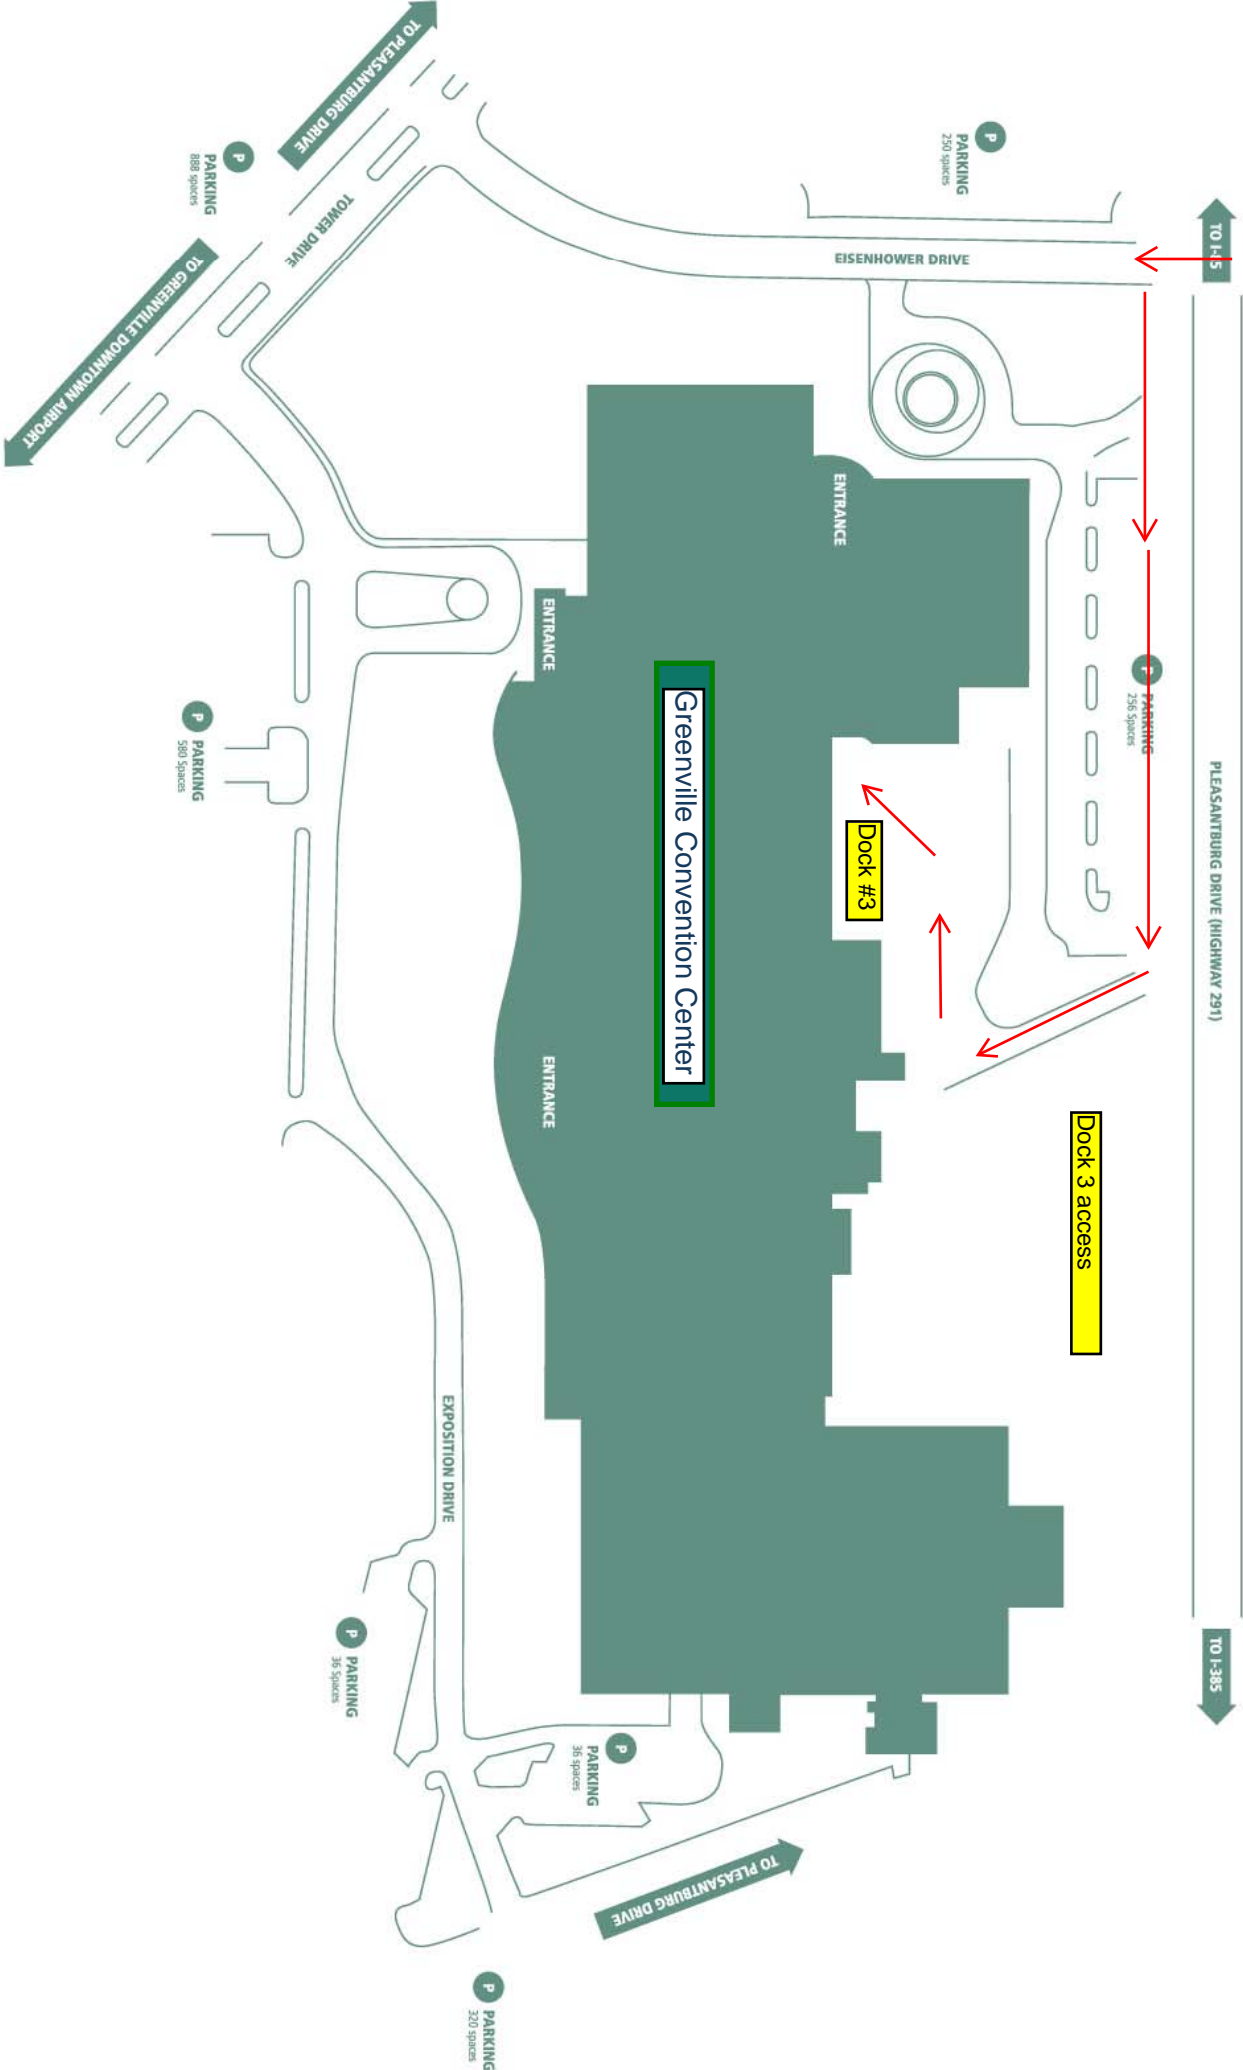 TO I-85
TO I-385
PLEASANTBURG DRIVE (HIGHWAY 291)
P
PARKING
256 Spaces
Dock 3 access
P
PARKING
250 spaces
EISENHOWER DRIVE
ENTRANCE
Dock #3
Greenville Convention Center
ENTRANCE
ENTRANCE
TO PLEASANTBURG DRIVE
TOWER DRIVE
P
PARKING
888 spaces
TO GREENVILLE DOWNTOWN AIRPORT
P
PARKING
580 Spaces
EXPOSITION DRIVE
P
PARKING
36 Spaces
P
PARKING
36 spaces
TO PLEASANTBURG DRIVE
P
PARKING
320 spaces